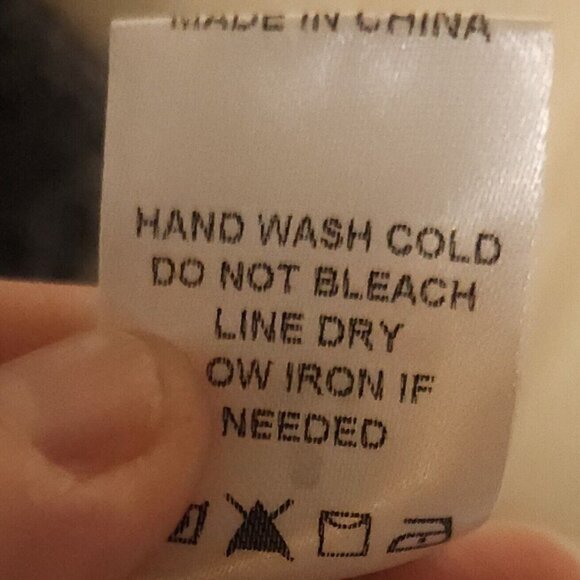 MADE IN CHINA
HAND WASH COLD
DO NOT BLEACH
LINE DRY
OW IRON IF
NEEDED